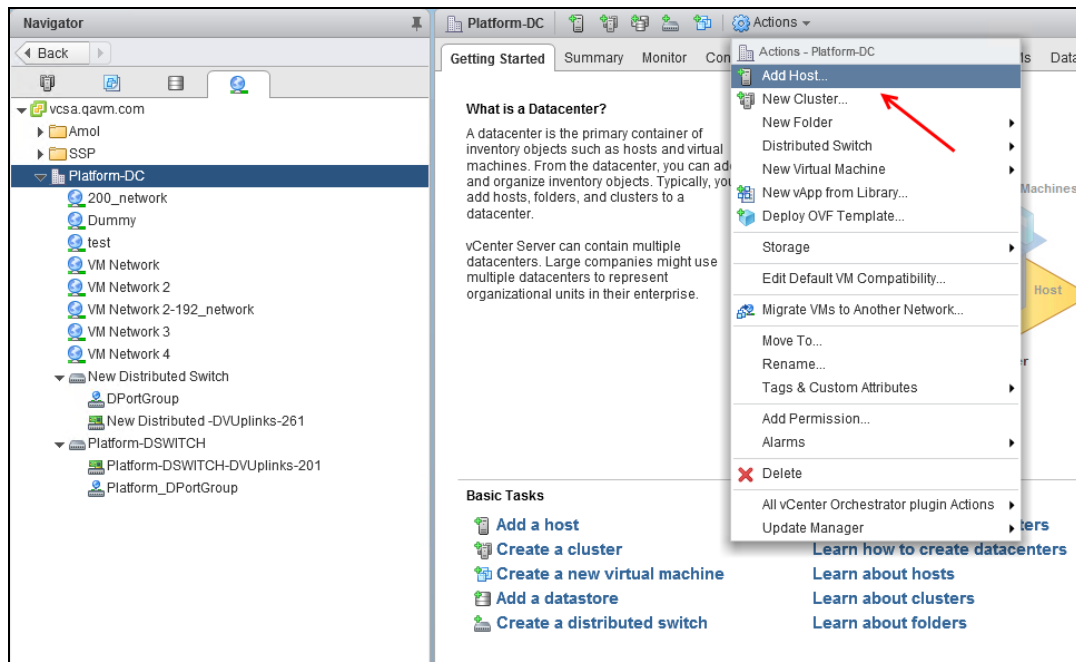 Navigator
Back
vcsa.qavm.com
Amol
SSP
Platform-DC
200_network
Dummy
test
VM Network
VM Network 2
VM Network 2-192_network
VM Network 3
VM Network 4
New Distributed Switch
DPortGroup
New Distributed -DVUplinks-261
Platform-DSWITCH
Platform-DSWITCH-DVUplinks-201
Platform_DPortGroup
Platform-DC Actions
Getting Started Summary Monitor Con
What is a Datacenter?
A datacenter is the primary container of
inventory objects such as hosts and virtual
machines. From the datacenter, you can ad
and organize inventory objects. Typically, you
add hosts, folders, and clusters to a
datacenter.
vCenter Server can contain multiple
datacenters. Large companies might use
multiple datacenters to represent
organizational units in their enterprise.
Basic Tasks
Add a host
Create a cluster
Create a new virtual machine
Add a datastore
Create a distributed switch
Actions - Platform-DC
Add Host...
New Cluster...
New Folder
Distributed Switch
New Virtual Machine
New vApp from Library...
Deploy OVF Template...
Storage
Edit Default VM Compatibility...
Migrate VMs to Another Network...
Move To...
Rename...
Tags & Custom Attributes
Add Permission...
Alarms
Delete
All vCenter Orchestrator plugin Actions
Update Manager
Ms Data
Machines
Host
er
ters
Learn how to create datacenters
Learn about hosts
Learn about clusters
Learn about folders